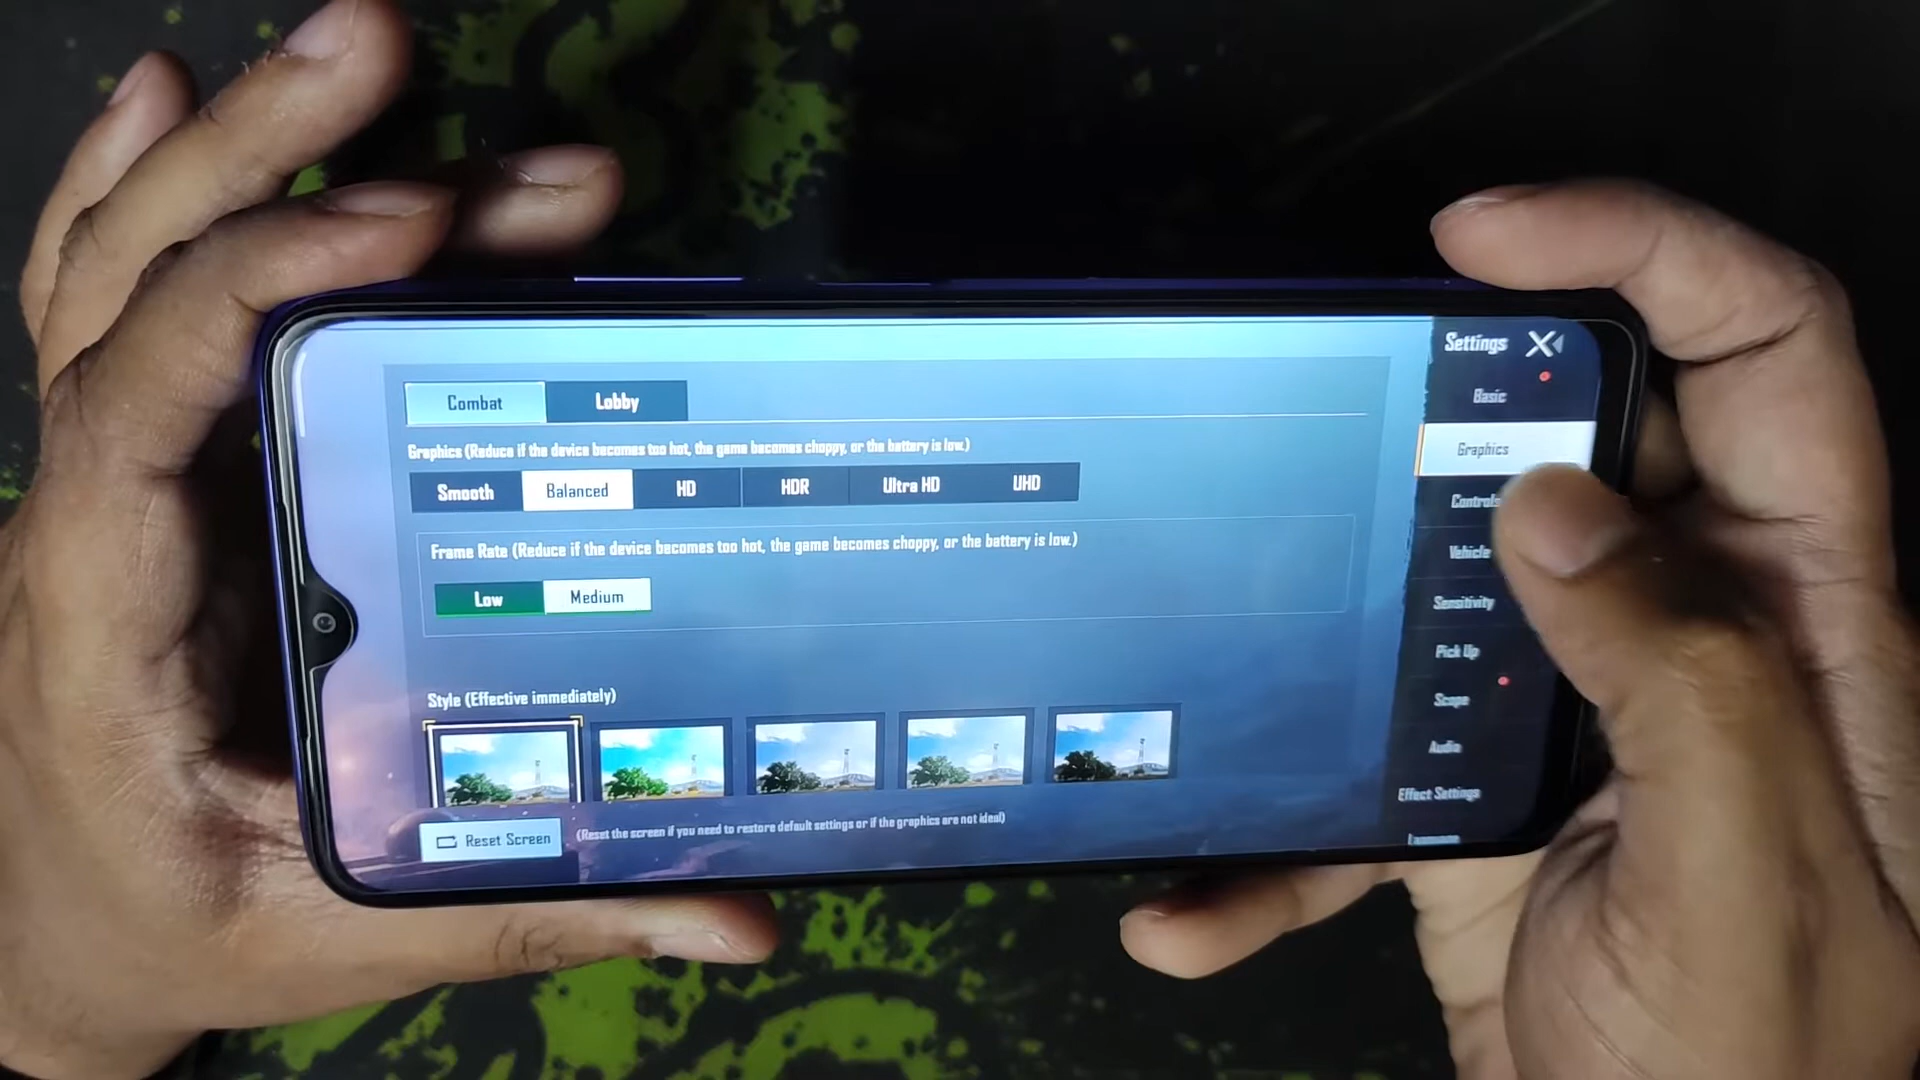 Combat
Lobby
Graphics (Reduce if the device becomes too hot, the game becomes choppy, or the battery is low.)
Smooth
Balanced
HD
HDR
Ultra HD
UHD
Frame Rate (Reduce if the device becomes too hot, the game becomes choppy, or the battery is low.)
Low
Medium
Style (Effective immediately)
Reset Screen
(Reset the screen if you need to restore default settings or if the graphics are not ideal)
Settings
Basic
Graphics
Controls
Vehicle
Sensitivity
Pick Up
Scope
Audio
Effect Settings